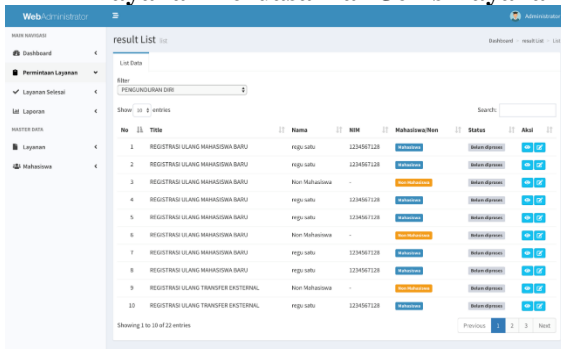 WebAdministrator
Administrator
MAIN NAVIGASI
Dashboard
Permintaan Layanan
Layanan Selesai
Laporan
MASTER DATA
Layanan
Mahasiswa
result List list
Dashboard result List List
List Data
filter
PENGUNDURAN DIRI
Show 10 entries
Search:
No Title Nama NIM Mahasiswa/Non Status Aksi
1 REGISTRASI ULANG MAHASISWA BARU regu satu 1234567128 Mahasiswa Belum diproses
2 REGISTRASI ULANG MAHASISWA BARU regu satu 1234567128 Mahasiswa Belum diproses
3 REGISTRASI ULANG MAHASISWA BARU Non Mahasiswa - Non Mahasiswa Belum diproses
4 REGISTRASI ULANG MAHASISWA BARU regu satu 1234567128 Mahasiswa Belum diproses
5 REGISTRASI ULANG MAHASISWA BARU regu satu 1234567128 Mahasiswa Belum diproses
6 REGISTRASI ULANG MAHASISWA BARU Non Mahasiswa - Non Mahasiswa Belum diproses
7 REGISTRASI ULANG MAHASISWA BARU regu satu 1234567128 Mahasiswa Belum diproses
8 REGISTRASI ULANG MAHASISWA BARU regu satu 1234567128 Mahasiswa Belum diproses
9 REGISTRASI ULANG TRANSFER EKSTERNAL Non Mahasiswa - Non Mahasiswa Belum diproses
10 REGISTRASI ULANG TRANSFER EKSTERNAL regu satu 1234567128 Mahasiswa Belum diproses
Showing 1 to 10 of 22 entries
Previous 1 2 3 Next